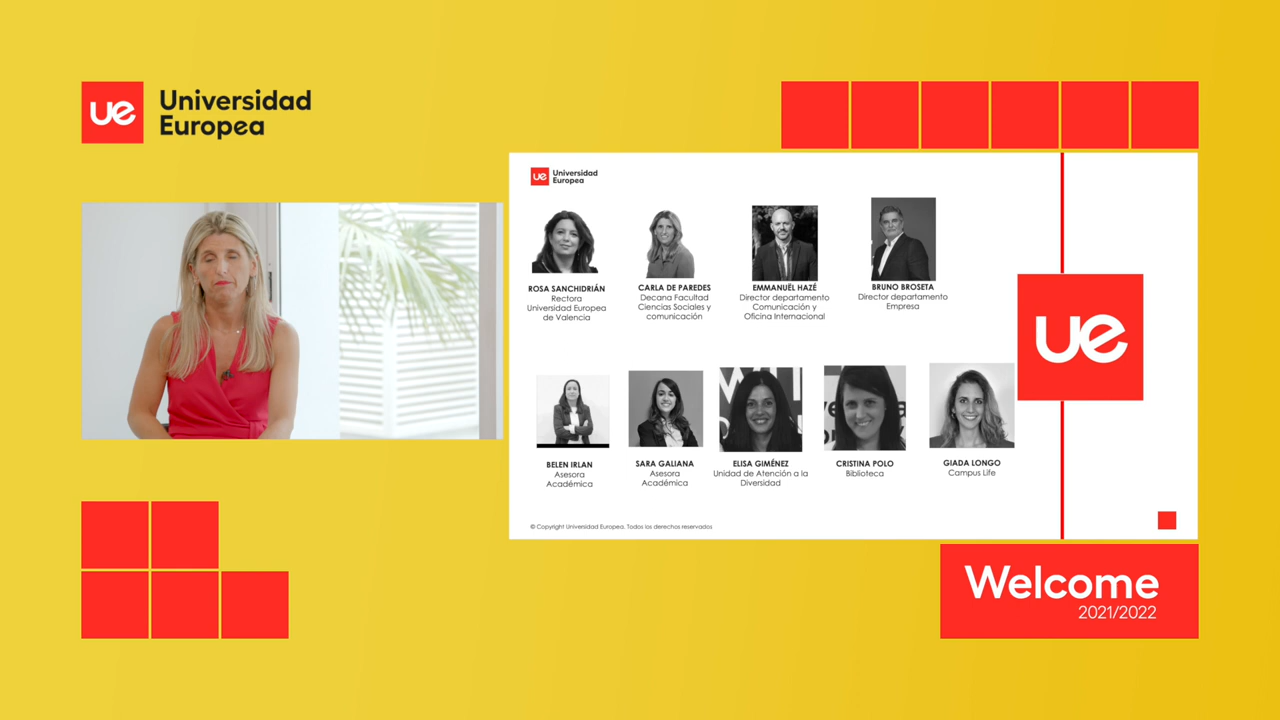 ue
Universidad
Europea
ue
Universidad
Europea
ROSA SANCHIDRIÁN
Rectora
Universidad Europea
de Valencia
CARLA DE PAREDES
Decana Facultad
Ciencias Sociales y
comunicación
EMMANUËL HAZÉ
Director departamento
Comunicación y
Oficina Internacional
BRUNO BROSETA
Director departamento
Empresa
ue
BELEN IRLAN
Asesora
Académica
SARA GALIANA
Asesora
Académica
ELISA GIMÉNEZ
Unidad de Atención a la
Diversidad
CRISTINA POLO
Biblioteca
GIADA LONGO
Campus Life
© Copyright Universidad Europea. Todos los derechos reservados
Welcome
2021/2022